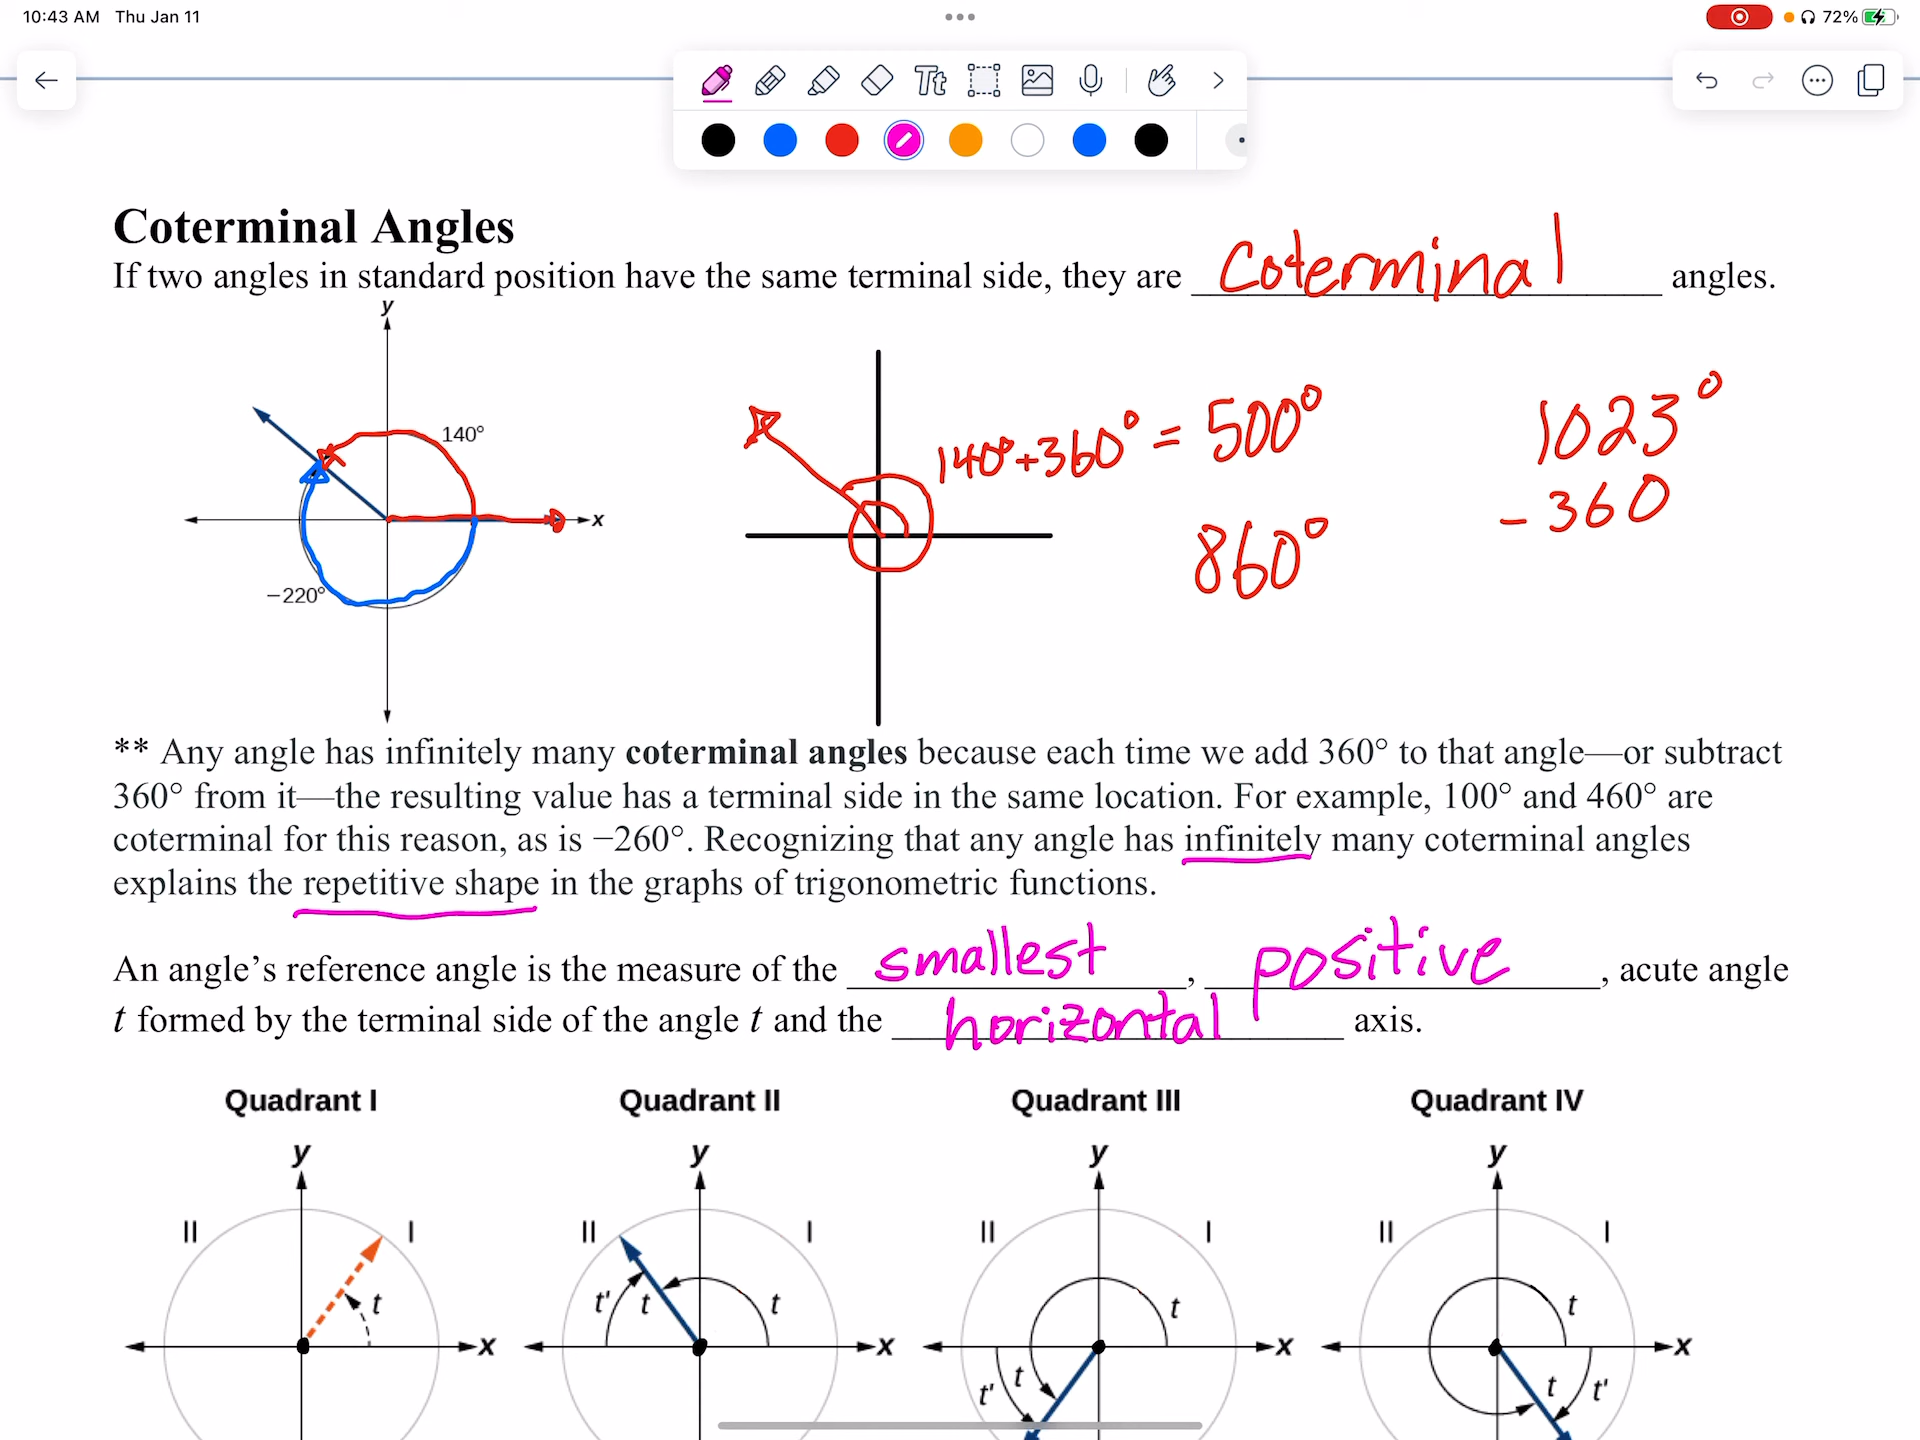 10:43 AM Thu Jan 11
72%
Tt
Coterminal Angles
If two angles in standard position have the same terminal side, they are coterminal angles.
y
140°
x
−220°
140°+360° = 500°
860°
1023°
- 360
** Any angle has infinitely many coterminal angles because each time we add 360° to that angle—or subtract
360° from it—the resulting value has a terminal side in the same location. For example, 100° and 460° are
coterminal for this reason, as is −260°. Recognizing that any angle has infinitely many coterminal angles
explains the repetitive shape in the graphs of trigonometric functions.
An angle’s reference angle is the measure of the smallest, positive, acute angle
t formed by the terminal side of the angle t and the horizontal axis.
Quadrant I Quadrant II Quadrant III Quadrant IV
y y y y
II I II I II I II I
t t' t t t t
x x x x
t' t t t'